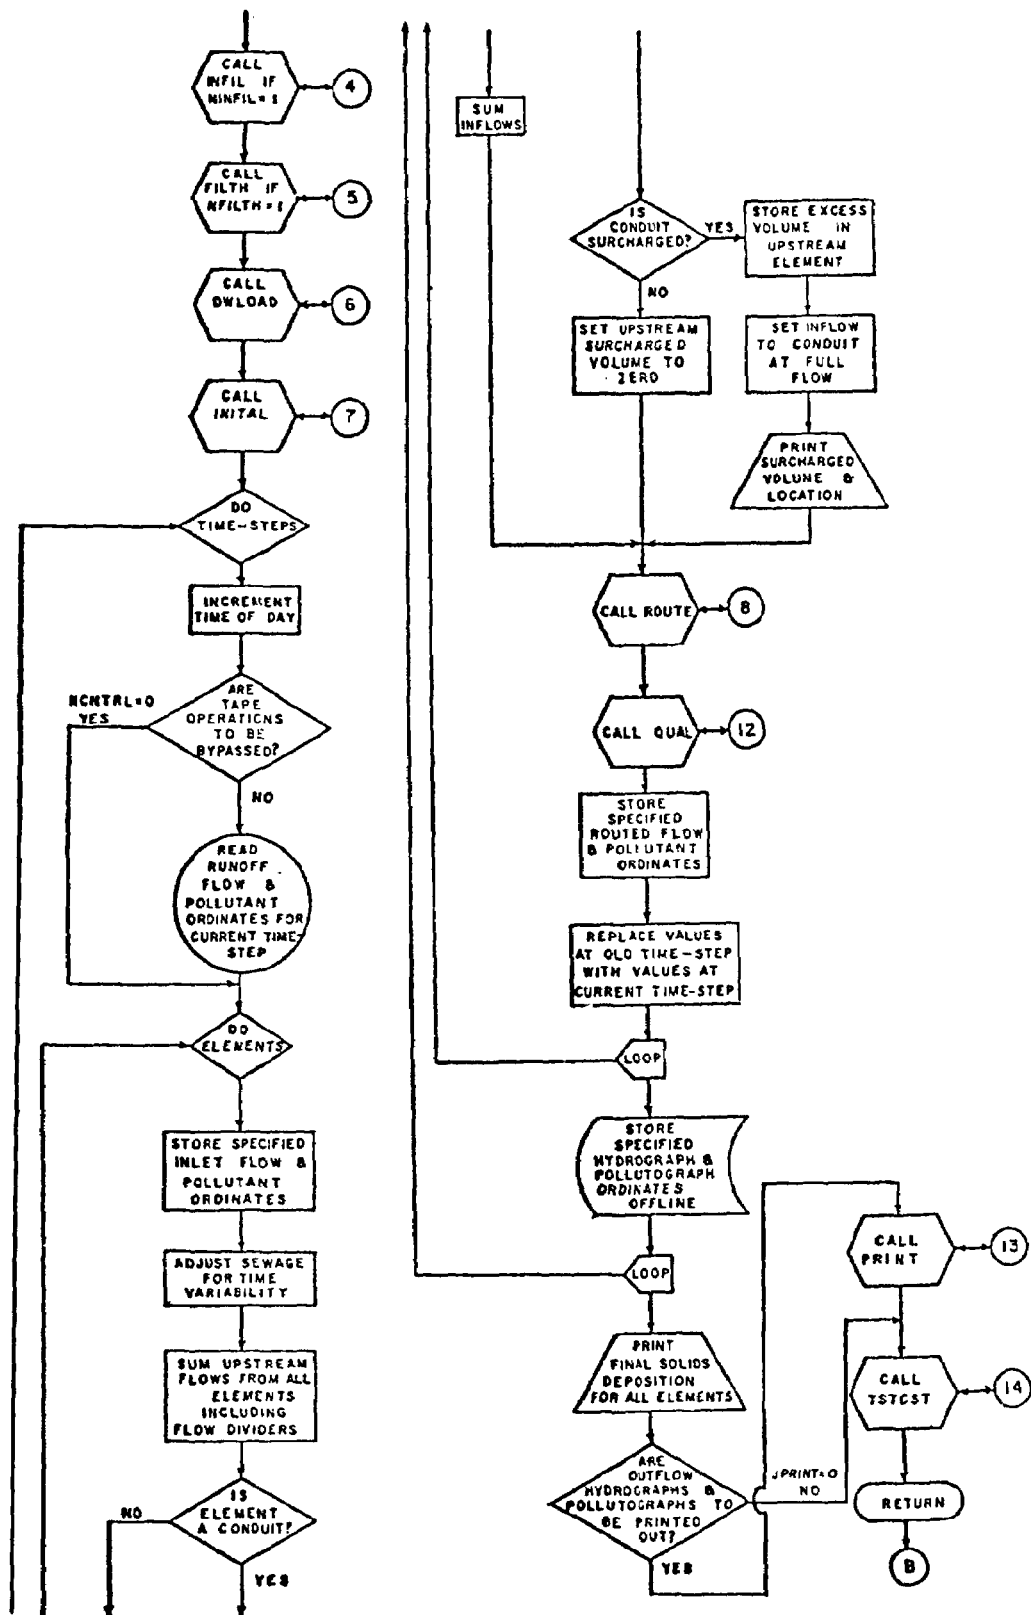 CALL
INFIL IF
NINFIL=1
4
CALL
FILTH IF
NFILTH=1
5
CALL
DWLOAD
6
CALL
INITAL
7
DO
TIME-STEPS
INCREMENT
TIME OF DAY
NCNTRL=0
YES
ARE
TAPE
OPERATIONS
TO BE
BYPASSED?
NO
READ
RUNOFF
FLOW &
POLLUTANT
ORDINATES FOR
CURRENT TIME-
STEP
DO
ELEMENTS
STORE SPECIFIED
INLET FLOW &
POLLUTANT
ORDINATES
ADJUST SEWAGE
FOR TIME
VARIABILITY
SUM UPSTREAM
FLOWS FROM ALL
ELEMENTS
INCLUDING
FLOW DIVIDERS
NO
IS
ELEMENT
A CONDUIT?
YES
SUM
INFLOWS
IS
CONDUIT
SURCHARGED?
YES
NO
STORE EXCESS
VOLUME IN
UPSTREAM
ELEMENT
SET UPSTREAM
SURCHARGED
VOLUME TO
ZERO
SET INFLOW
TO CONDUIT
AT FULL
FLOW
PRINT
SURCHARGED
VOLUME &
LOCATION
CALL ROUTE
8
CALL QUAL
12
STORE
SPECIFIED
ROUTED FLOW
& POLLUTANT
ORDINATES
REPLACE VALUES
AT OLD TIME-STEP
WITH VALUES AT
CURRENT TIME-STEP
LOOP
STORE
SPECIFIED
HYDROGRAPH &
POLLUTOGRAPH
ORDINATES
OFFLINE
LOOP
PRINT
FINAL SOLIDS
DEPOSITION
FOR ALL ELEMENTS
ARE
OUTFLOW
HYDROGRAPHS &
POLLUTOGRAPHS TO
BE PRINTED
OUT?
YES
JPRINT=0
NO
CALL
PRINT
13
CALL
TSTCST
14
RETURN
B